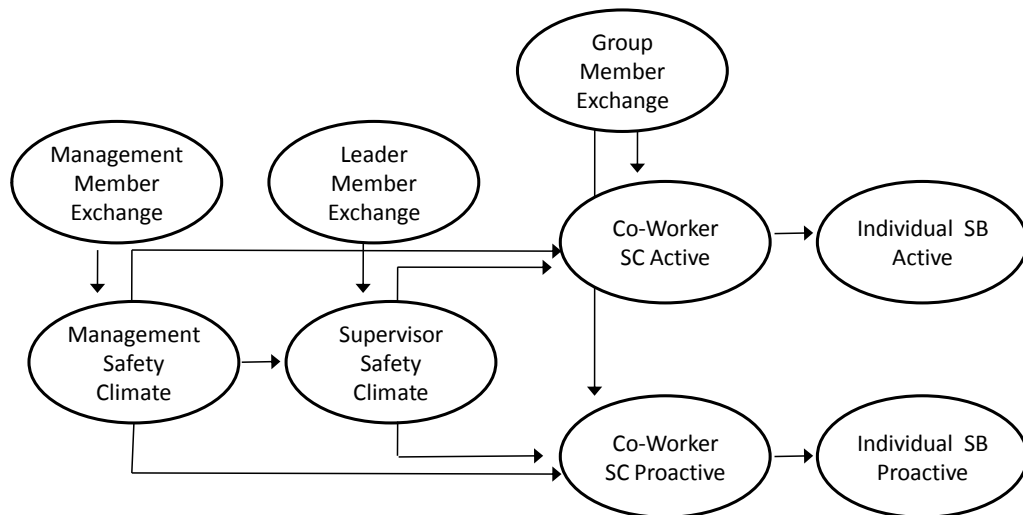 Group
Member
Exchange
Management
Member
Exchange
Leader
Member
Exchange
Co-Worker
SC Active
Individual SB
Active
Management
Safety
Climate
Supervisor
Safety
Climate
Co-Worker
SC Proactive
Individual SB
Proactive